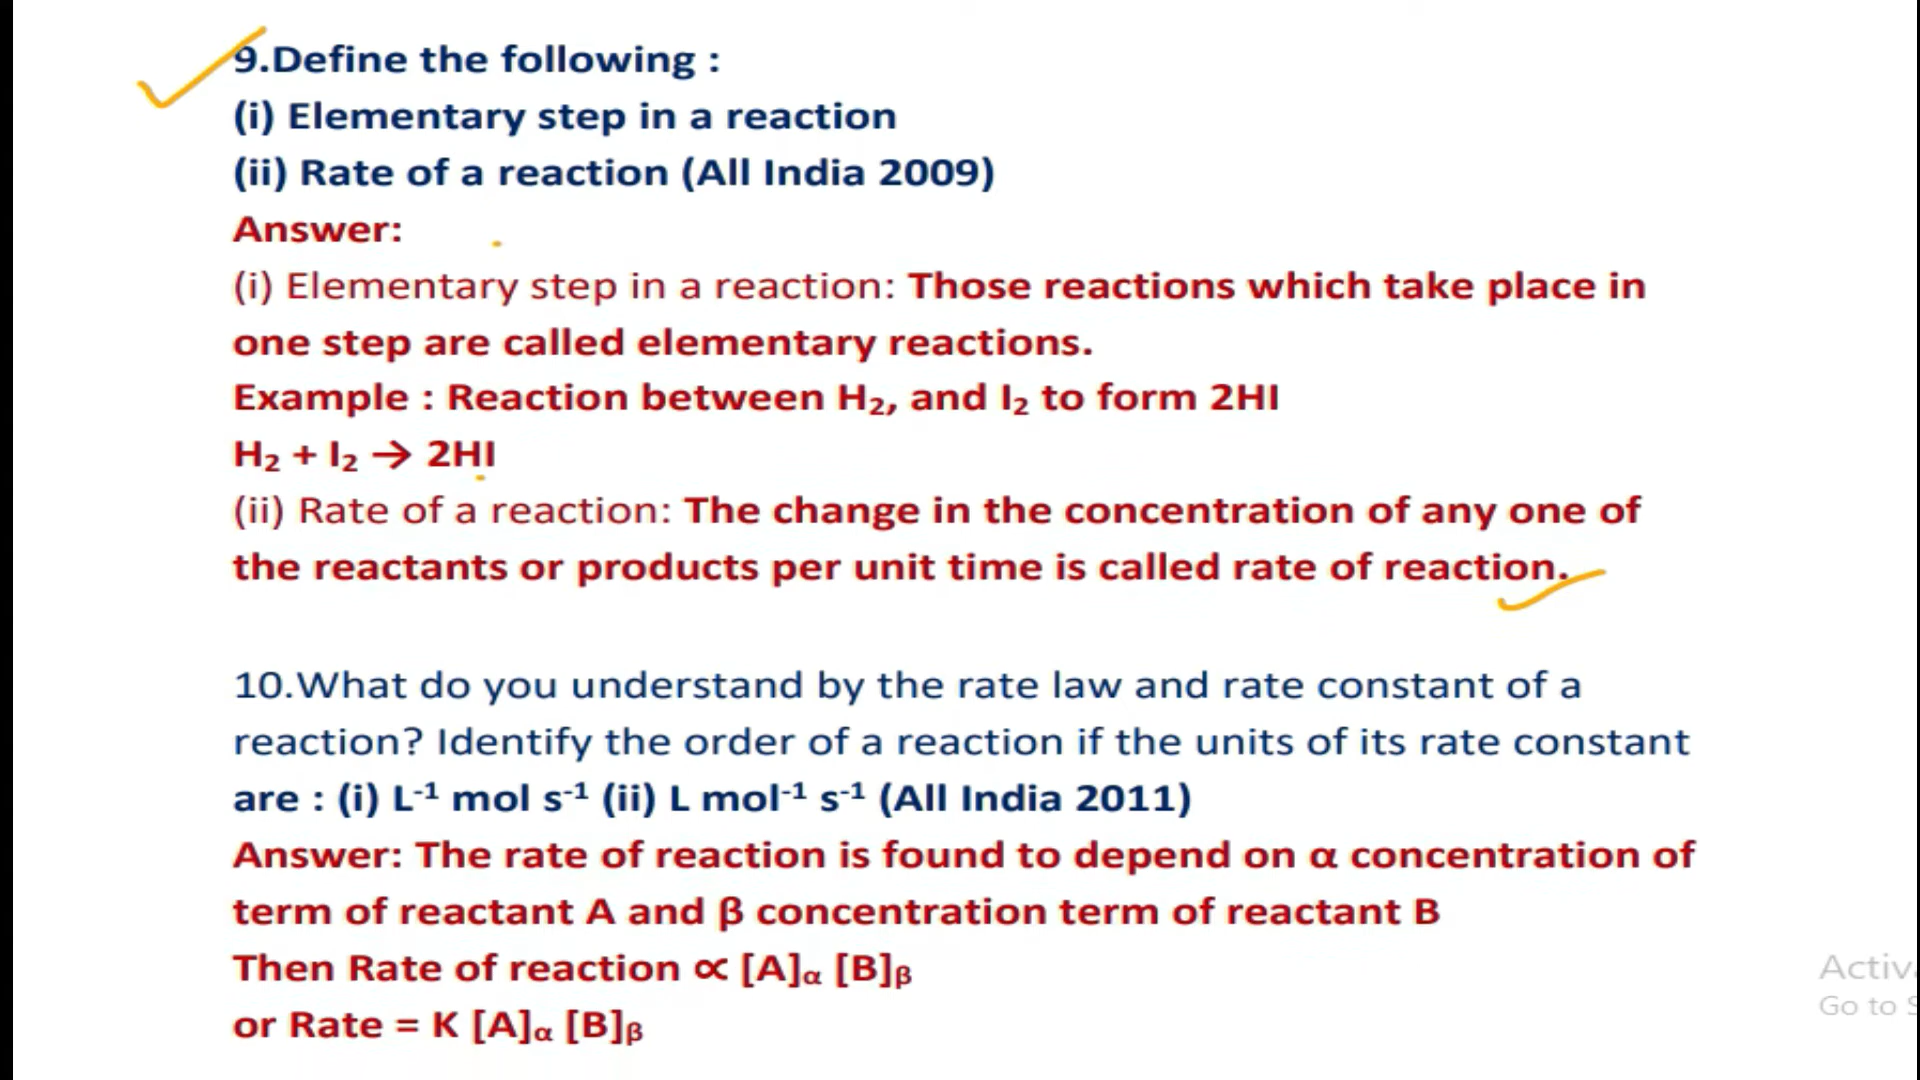 9.Define the following :
(i) Elementary step in a reaction
(ii) Rate of a reaction (All India 2009)
Answer:
(i) Elementary step in a reaction: Those reactions which take place in
one step are called elementary reactions.
Example : Reaction between H₂, and I₂ to form 2HI
H₂ + I₂ → 2HI
(ii) Rate of a reaction: The change in the concentration of any one of
the reactants or products per unit time is called rate of reaction.
10.What do you understand by the rate law and rate constant of a
reaction? Identify the order of a reaction if the units of its rate constant
are : (i) L⁻¹ mol s⁻¹ (ii) L mol⁻¹ s⁻¹ (All India 2011)
Answer: The rate of reaction is found to depend on α concentration of
term of reactant A and β concentration term of reactant B
Then Rate of reaction ∝ [A]α [B]ᵦ
or Rate = K [A]α [B]ᵦ
Go to